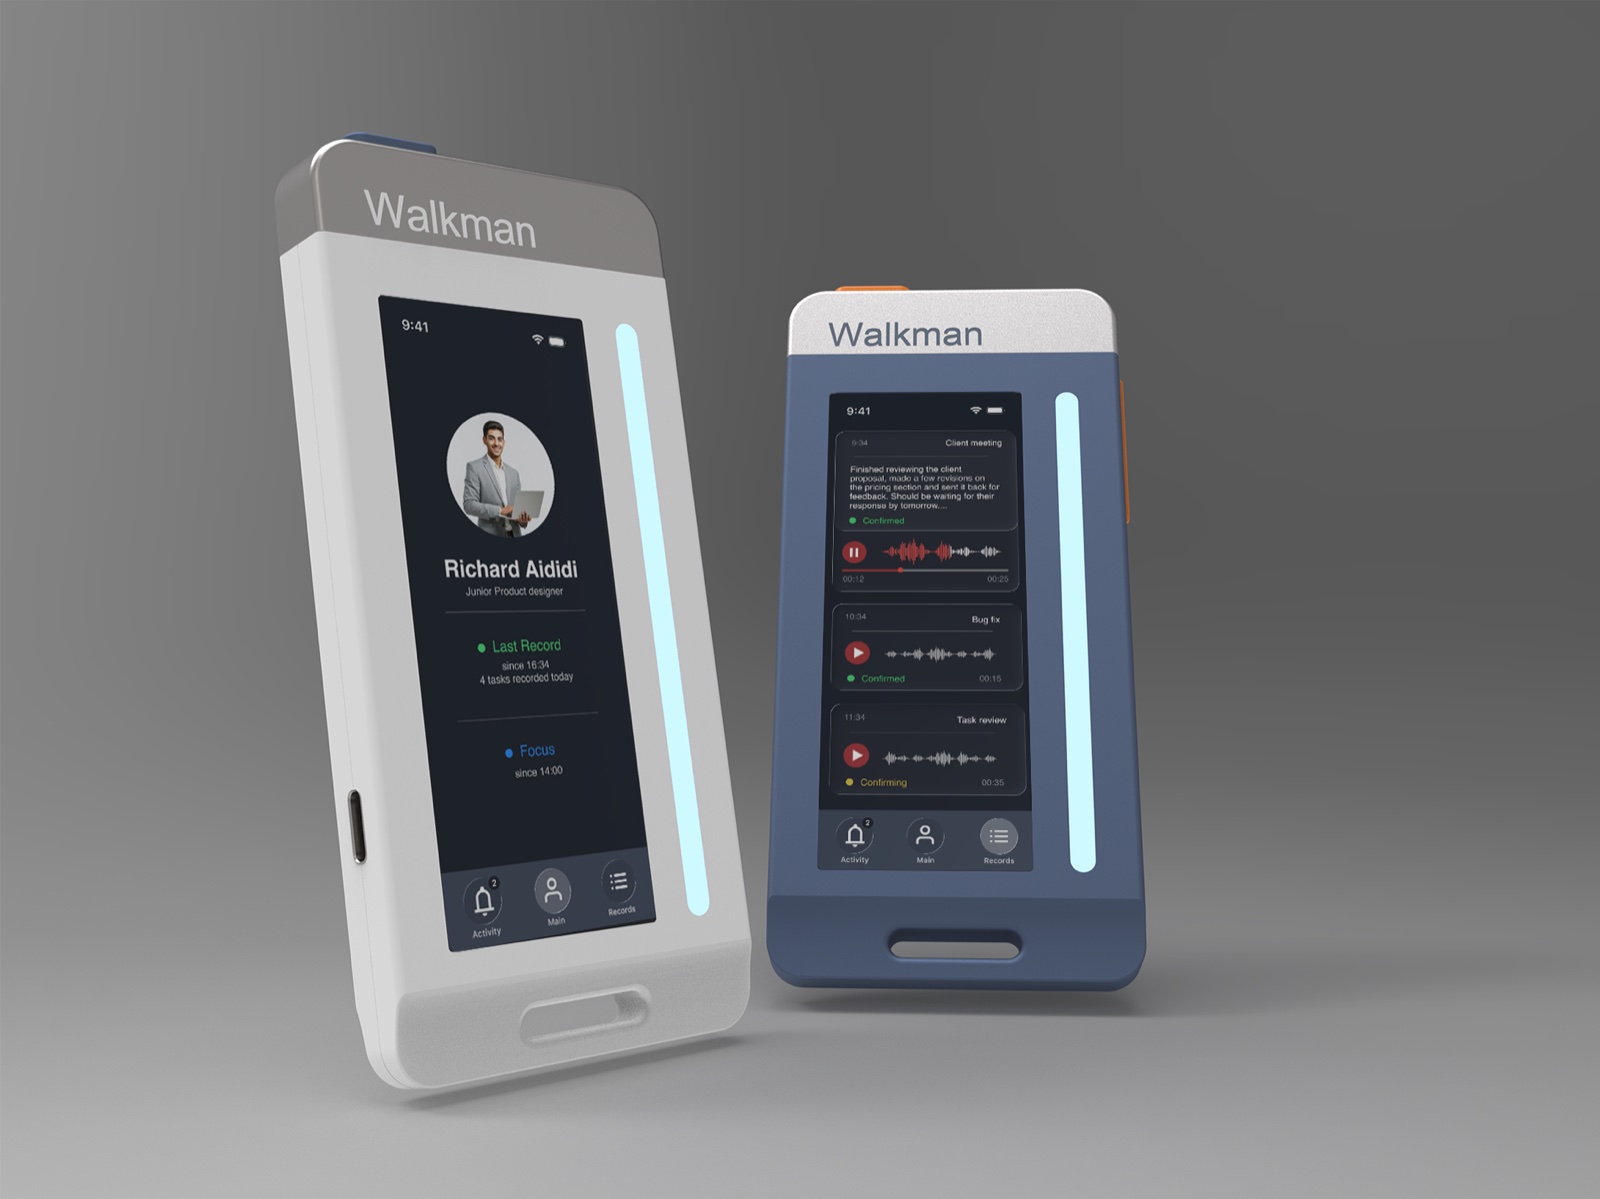 Walkman
9:41
Richard Aididi
Junior Product designer
Last Record
since 16:34
4 tasks recorded today
Focus
since 14:00
2
Activity
Main
Records
Walkman
9:41
9:34
Client meeting
Finished reviewing the client
proposal, made a few revisions on
the pricing section and sent it back for
feedback. Should be waiting for their
response by tomorrow....
Confirmed
00:12
00:25
10:34
Bug fix
Confirmed
00:15
11:34
Task review
Confirming
00:35
2
Activity
Main
Records